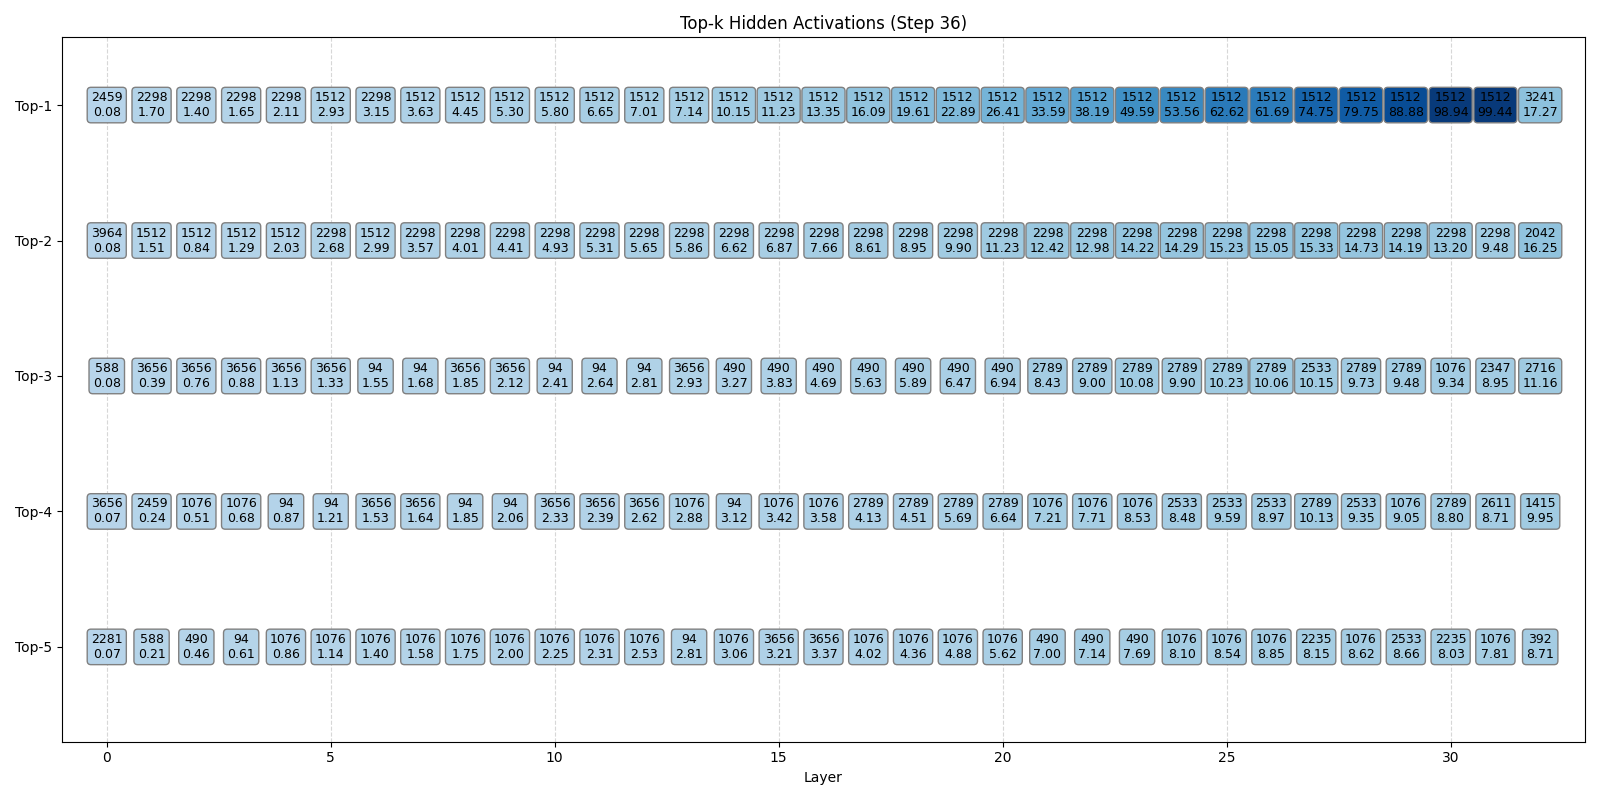 Top-k Hidden Activations (Step 36)
Top-1
2459 2298 2298 2298 2298 1512 2298 1512 1512 1512 1512 1512 1512 1512 1512 1512 1512 1512 1512 1512 1512 1512 1512 1512 1512 1512 1512 1512 1512 1512 1512 1512 3241
0.08 1.70 1.40 1.65 2.11 2.93 3.15 3.63 4.45 5.30 5.80 6.65 7.01 7.14 10.15 11.23 13.35 16.09 19.61 22.89 26.41 33.59 38.19 49.59 53.56 62.62 61.69 74.75 79.75 88.88 98.94 99.44 17.27
Top-2
3964 1512 1512 1512 1512 2298 1512 2298 2298 2298 2298 2298 2298 2298 2298 2298 2298 2298 2298 2298 2298 2298 2298 2298 2298 2298 2298 2298 2298 2298 2298 2298 2042
0.08 1.51 0.84 1.29 2.03 2.68 2.99 3.57 4.01 4.41 4.93 5.31 5.65 5.86 6.62 6.87 7.66 8.61 8.95 9.90 11.23 12.42 12.98 14.22 14.29 15.23 15.05 15.33 14.73 14.19 13.20 9.48 16.25
Top-3
588 3656 3656 3656 3656 3656 94 94 3656 3656 94 94 94 3656 490 490 490 490 490 490 490 2789 2789 2789 2789 2789 2789 2533 2789 2789 1076 2347 2716
0.08 0.39 0.76 0.88 1.13 1.33 1.55 1.68 1.85 2.12 2.41 2.64 2.81 2.93 3.27 3.83 4.69 5.63 5.89 6.47 6.94 8.43 9.00 10.08 9.90 10.23 10.06 10.15 9.73 9.48 9.34 8.95 11.16
Top-4
3656 2459 1076 1076 94 94 3656 3656 94 94 3656 3656 3656 1076 94 1076 1076 2789 2789 2789 2789 1076 1076 1076 2533 2533 2533 2789 2533 1076 2789 2611 1415
0.07 0.24 0.51 0.68 0.87 1.21 1.53 1.64 1.85 2.06 2.33 2.39 2.62 2.88 3.12 3.42 3.58 4.13 4.51 5.69 6.64 7.21 7.71 8.53 8.48 9.59 8.97 10.13 9.35 9.05 8.80 8.71 9.95
Top-5
2281 588 490 94 1076 1076 1076 1076 1076 1076 1076 1076 1076 94 1076 3656 3656 1076 1076 1076 1076 490 490 490 1076 1076 1076 2235 1076 2533 2235 1076 392
0.07 0.21 0.46 0.61 0.86 1.14 1.40 1.58 1.75 2.00 2.25 2.31 2.53 2.81 3.06 3.21 3.37 4.02 4.36 4.88 5.62 7.00 7.14 7.69 8.10 8.54 8.85 8.15 8.62 8.66 8.03 7.81 8.71
0 5 10 15 20 25 30
Layer